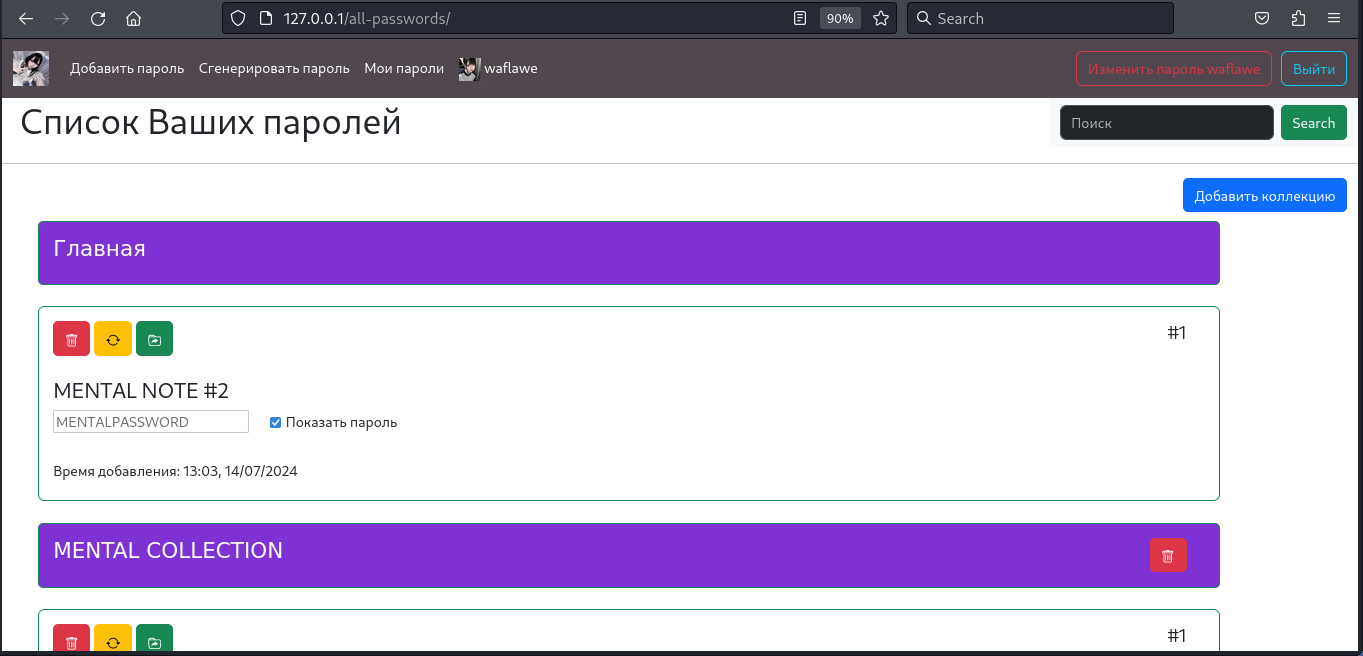 127.0.0.1/all-passwords/
90%
Search
Добавить пароль
Сгенерировать пароль
Мои пароли
waflawe
Изменить пароль waflawe
Выйти
Список Ваших паролей
Поиск
Search
Добавить коллекцию
Главная
#1
MENTAL NOTE #2
MENTALPASSWORD
Показать пароль
Время добавления: 13:03, 14/07/2024
MENTAL COLLECTION
#1